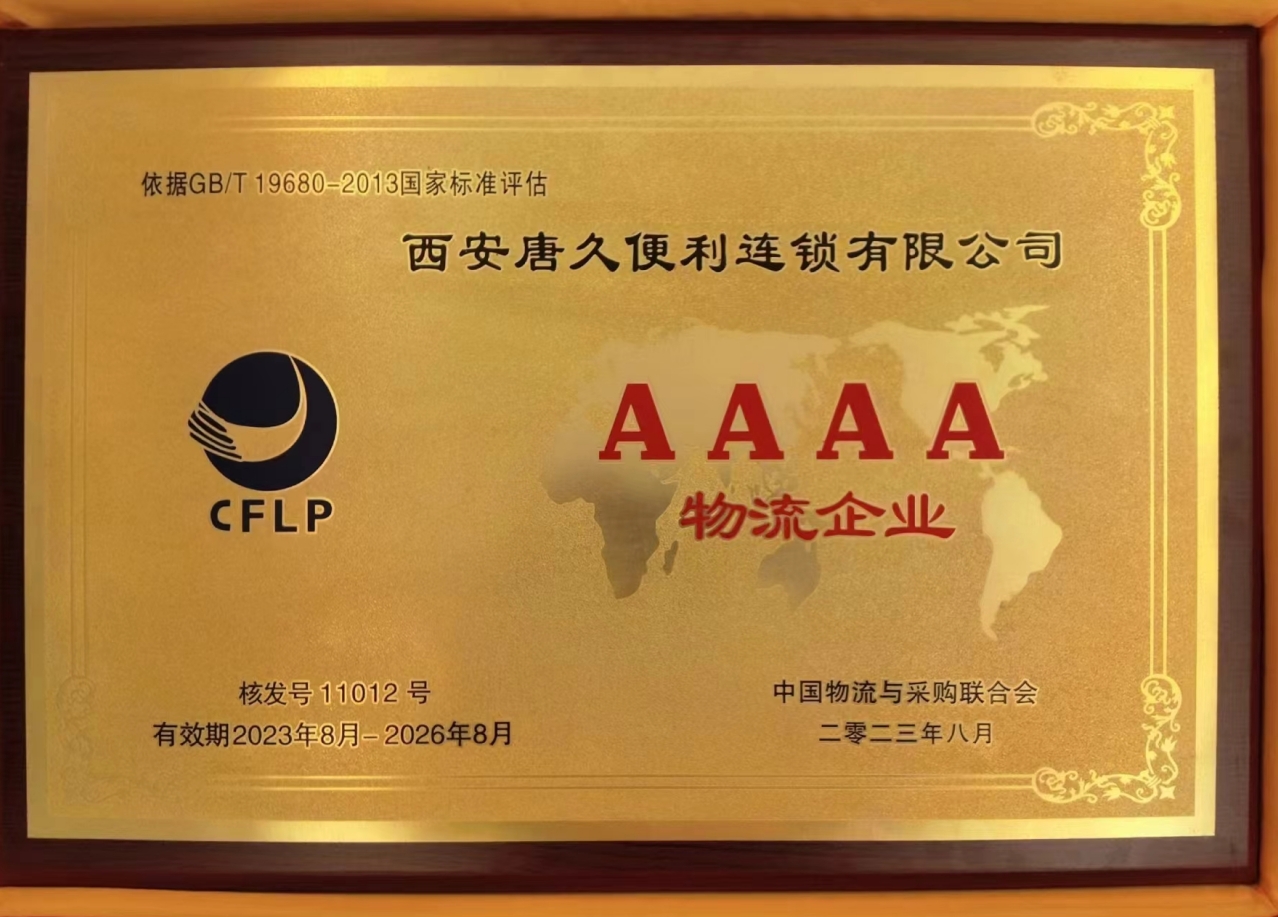 依据GB/T 19680-2013国家标准评估
西安唐久便利连锁有限公司
AAAA
物流企业
CFLP
核发号 11012 号
有效期2023年8月-2026年8月
中国物流与采购联合会
二零二三年八月